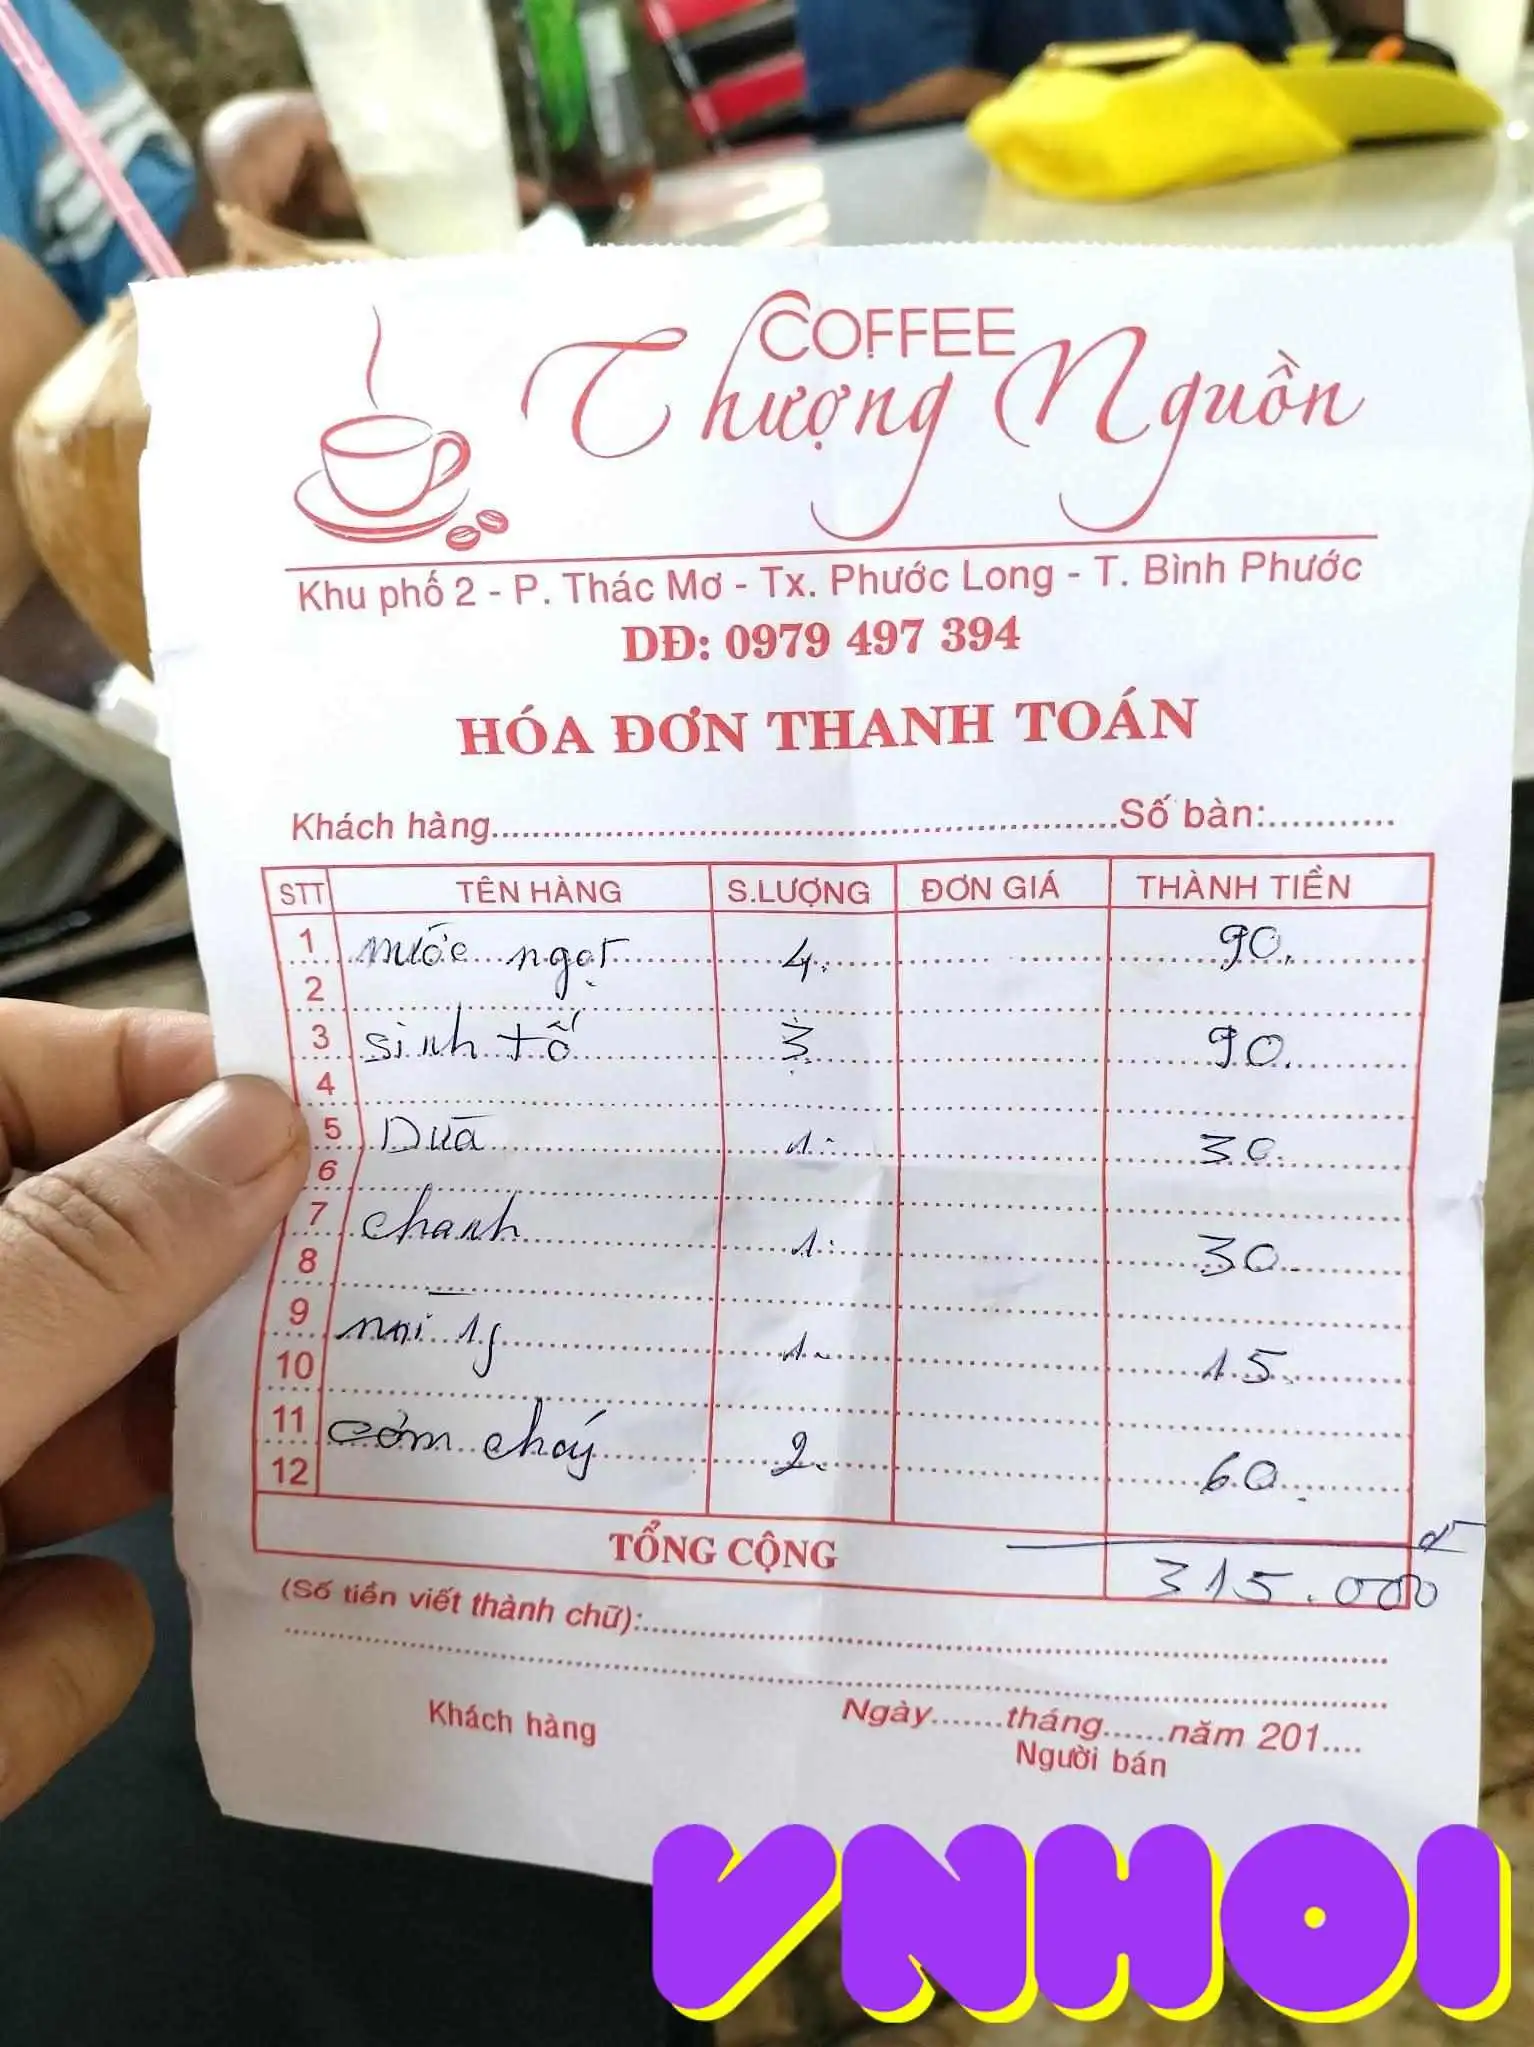 COFFEE
Thượng Nguồn
Khu phố 2 - P. Thác Mơ - Tx. Phước Long - T. Bình Phước
DĐ: 0979 497 394
HÓA ĐƠN THANH TOÁN
Khách hàng..........Số bàn:..........
STT TÊN HÀNG S.LƯỢNG ĐƠN GIÁ THÀNH TIỀN
1 nước ngọt 4. 90.
2
3 sinh tố 3 90.
4
5 Dừa 1. 30.
6
7 chanh 1. 30.
8
9 1. 15.
10
11 cơm cháy 2. 60.
12
TỔNG CỘNG 315.000đ
(Số tiền viết thành chữ):..........
Khách hàng
Ngày.......tháng......năm 201....
Người bán
VNHOI